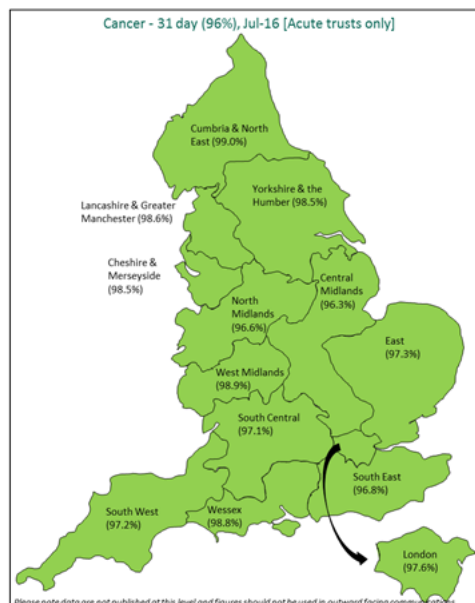 Cancer - 31 day (96%), Jul-16 [Acute trusts only]
Cumbria & North
East (99.0%)
Yorkshire & the
Humber (98.5%)
Lancashire & Greater
Manchester (98.6%)
Cheshire &
Merseyside
(98.5%)
Central
Midlands
(96.3%)
North
Midlands
(96.6%)
East
(97.3%)
West Midlands
(98.9%)
South Central
(97.1%)
South East
(96.8%)
South West
(97.2%)
Wessex
(98.8%)
London
(97.6%)
Please note data are not published at this level and figures should not be used in outward facing communications